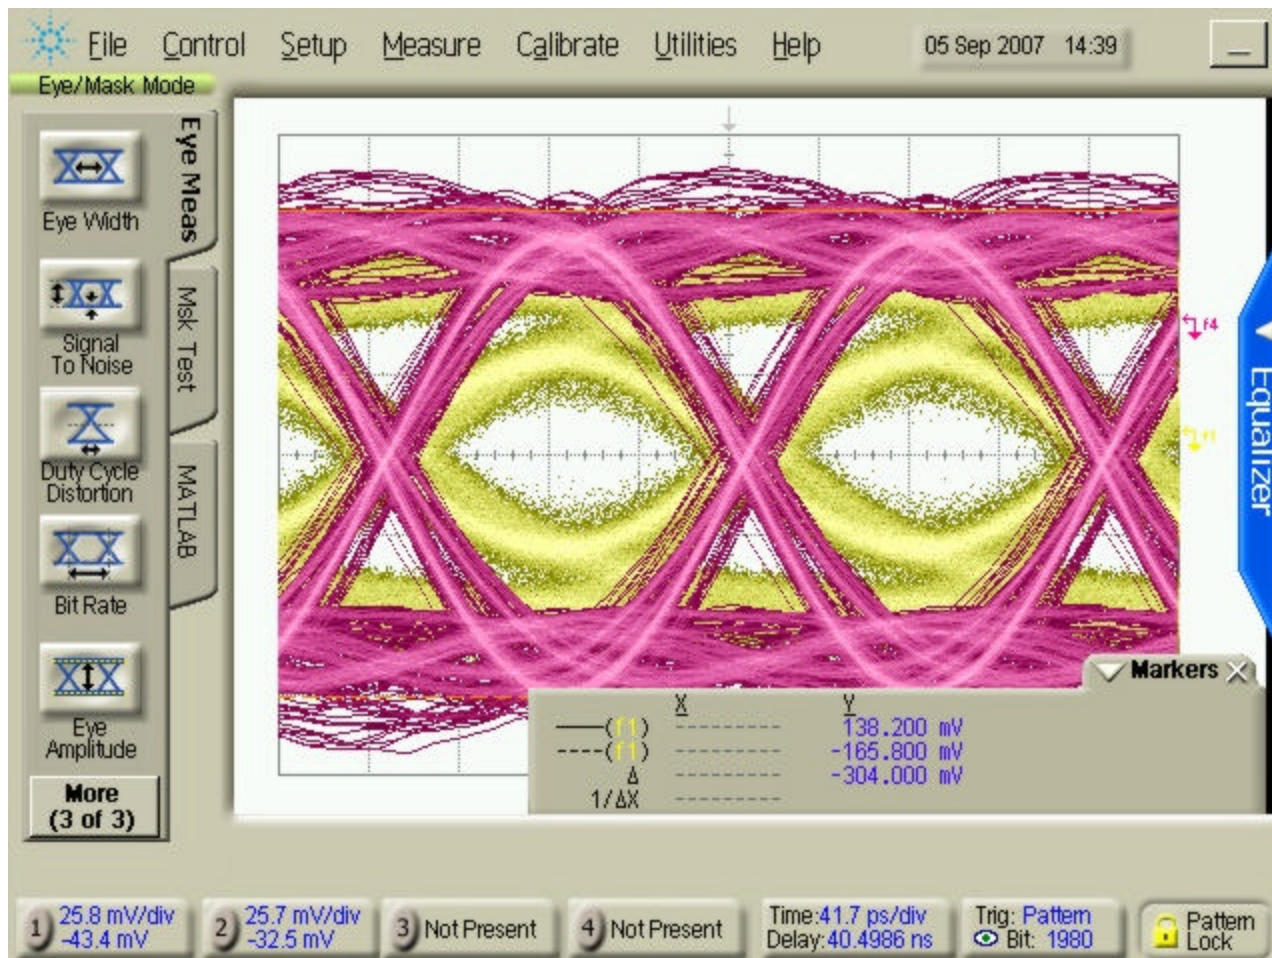 File Control Setup Measure Calibrate Utilities Help 05 Sep 2007 14:39
Eye/Mask Mode
Eye Meas
Msk Test
MATLAB
Eye Width
Signal
To Noise
Duty Cycle
Distortion
Bit Rate
Eye
Amplitude
More
(3 of 3)
f4
f1
Equalizer
Markers
X Y
(f1) 138.200 mV
(f1) -165.800 mV
Δ -304.000 mV
1/ΔX
1 25.8 mV/div
-43.4 mV
2 25.7 mV/div
-32.5 mV
3 Not Present
4 Not Present
Time:41.7 ps/div
Delay:40.4986 ns
Trig: Pattern
Bit: 1980
Pattern
Lock